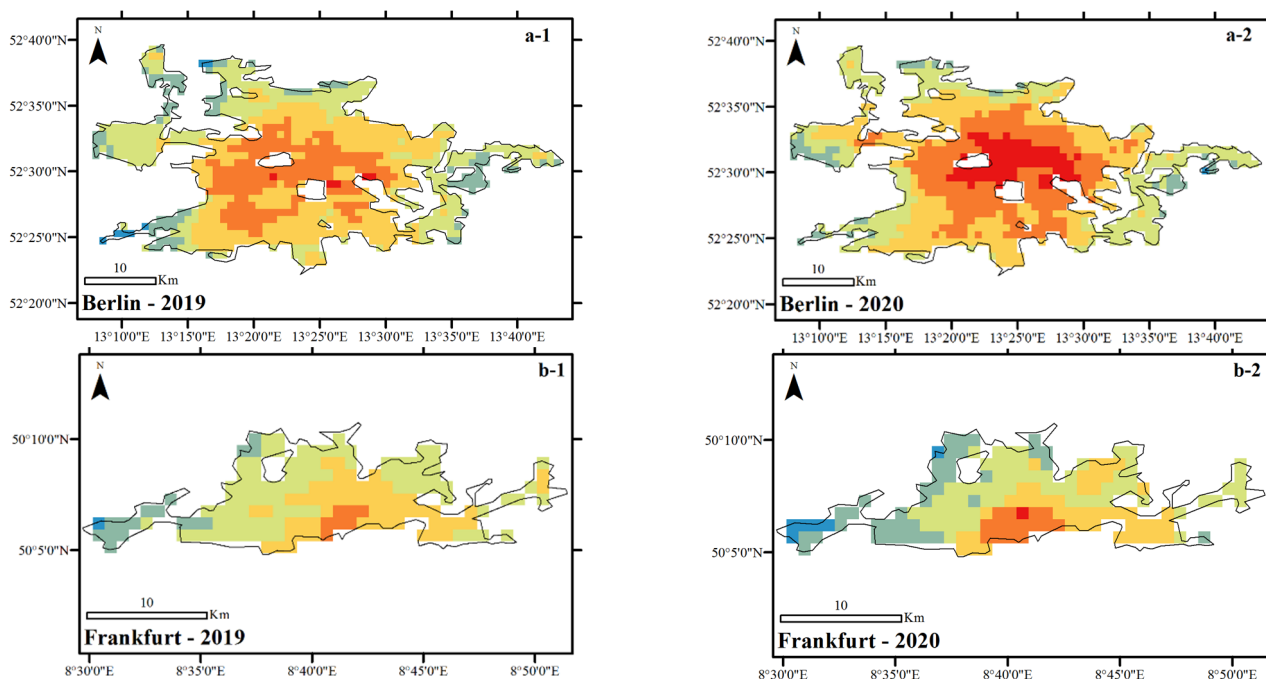 N
a-1
52°40'0"N
52°35'0"N
52°30'0"N
52°25'0"N
52°20'0"N
10
Km
Berlin - 2019
13°10'0"E 13°15'0"E 13°20'0"E 13°25'0"E 13°30'0"E 13°35'0"E 13°40'0"E
N
a-2
52°40'0"N
52°35'0"N
52°30'0"N
52°25'0"N
52°20'0"N
10
Km
Berlin - 2020
13°10'0"E 13°15'0"E 13°20'0"E 13°25'0"E 13°30'0"E 13°35'0"E 13°40'0"E
N
b-1
50°10'0"N
50°5'0"N
10
Km
Frankfurt - 2019
8°30'0"E 8°35'0"E 8°40'0"E 8°45'0"E 8°50'0"E
N
b-2
50°10'0"N
50°5'0"N
10
Km
Frankfurt - 2020
8°30'0"E 8°35'0"E 8°40'0"E 8°45'0"E 8°50'0"E